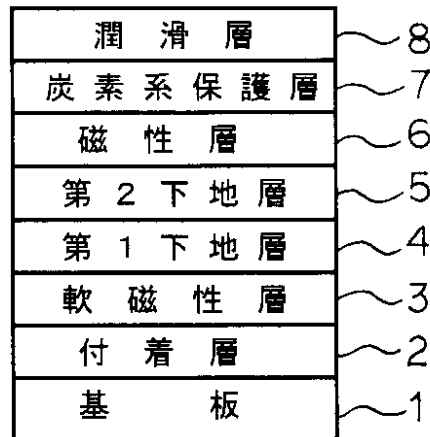 潤滑層 8
炭素系保護層 7
磁性層 6
第2下地層 5
第1下地層 4
軟磁性層 3
付着層 2
基板 1